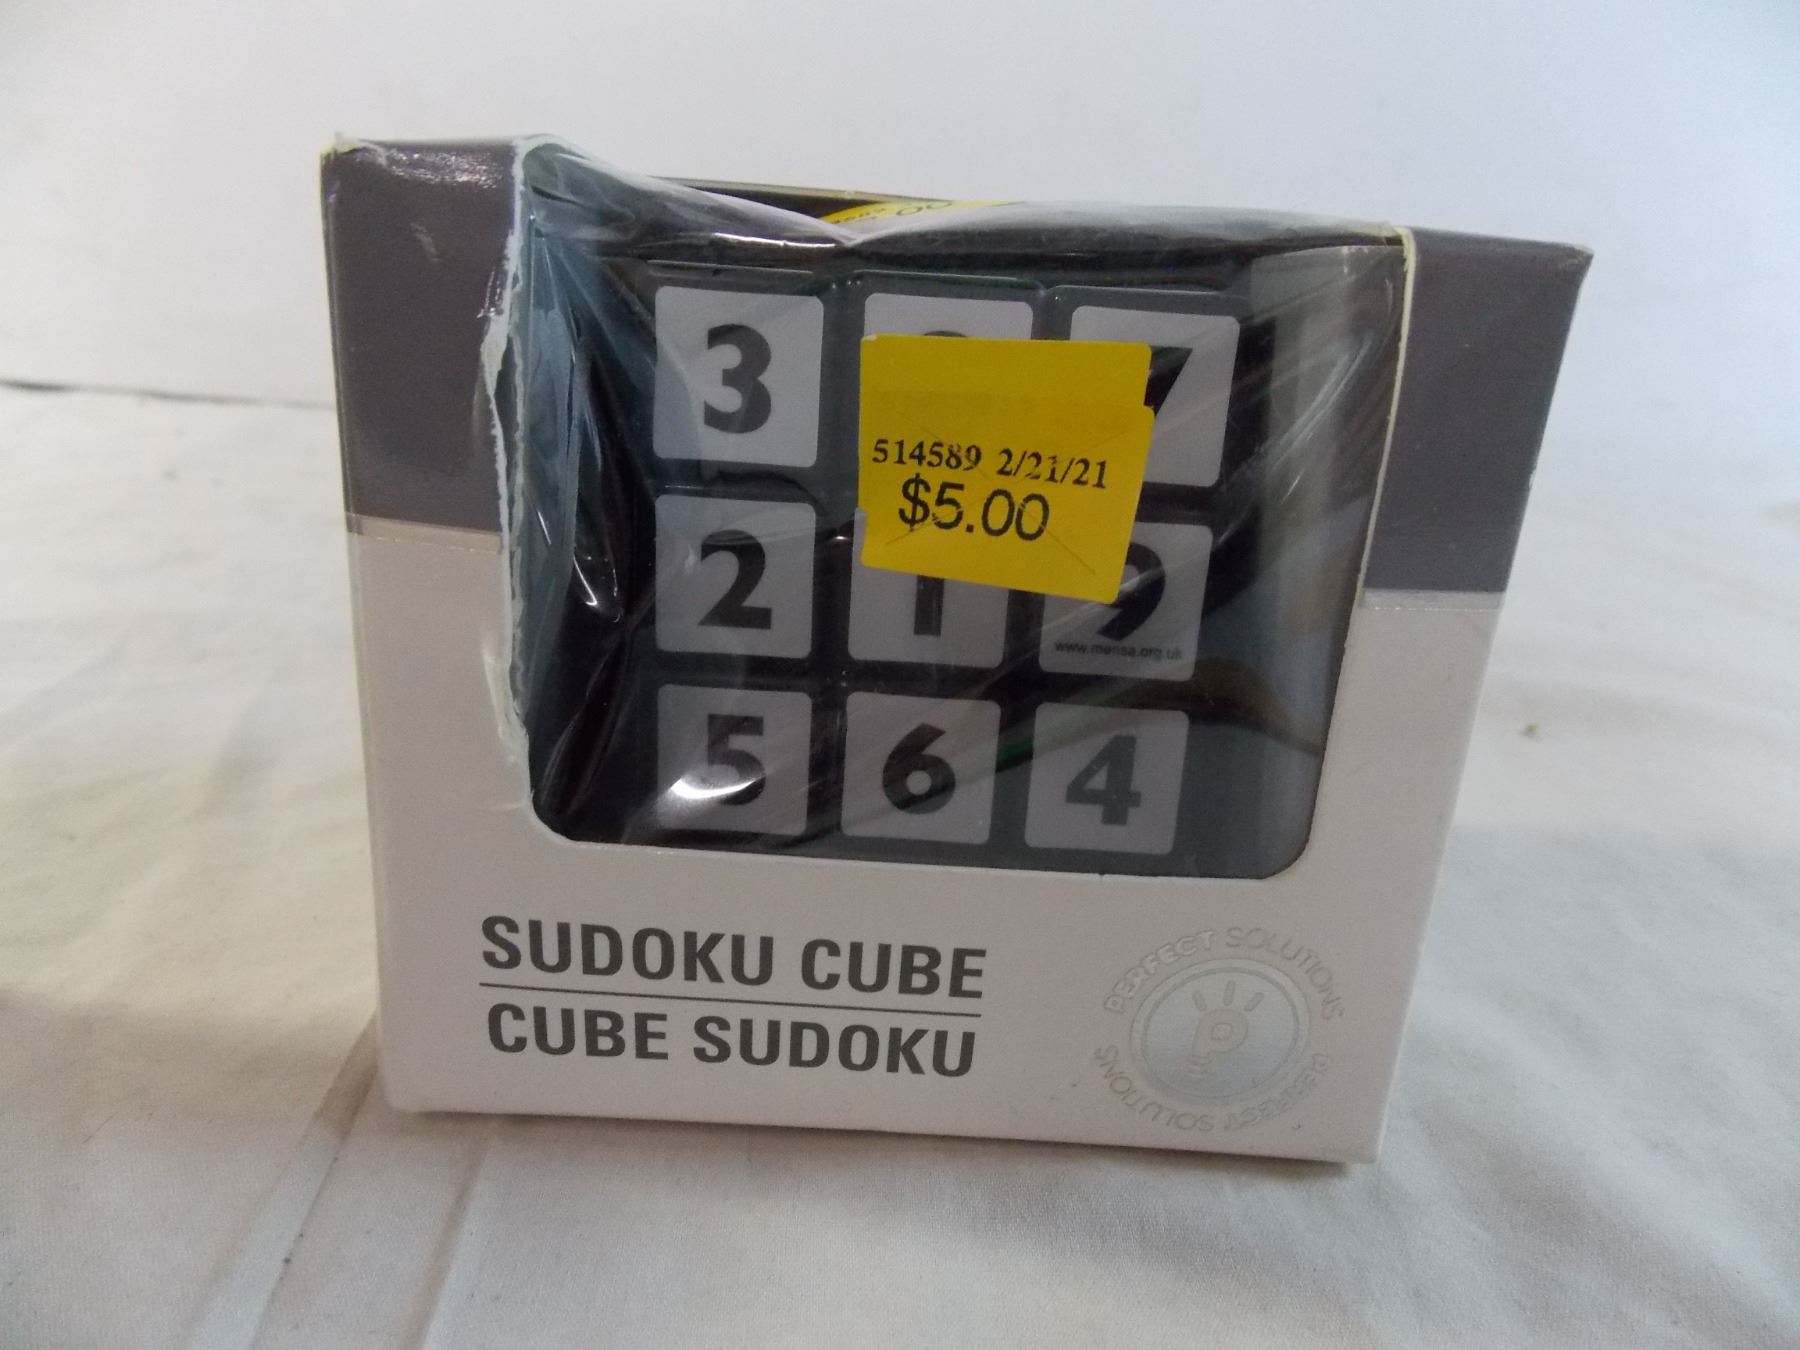 3
7
514589 2/21/21
$5.00
2 1 9
www.mensa.org.uk
5 6 4
SUDOKU CUBE
CUBE SUDOKU
PERFECT SOLUTIONS
PERFECT SOLUTIONS